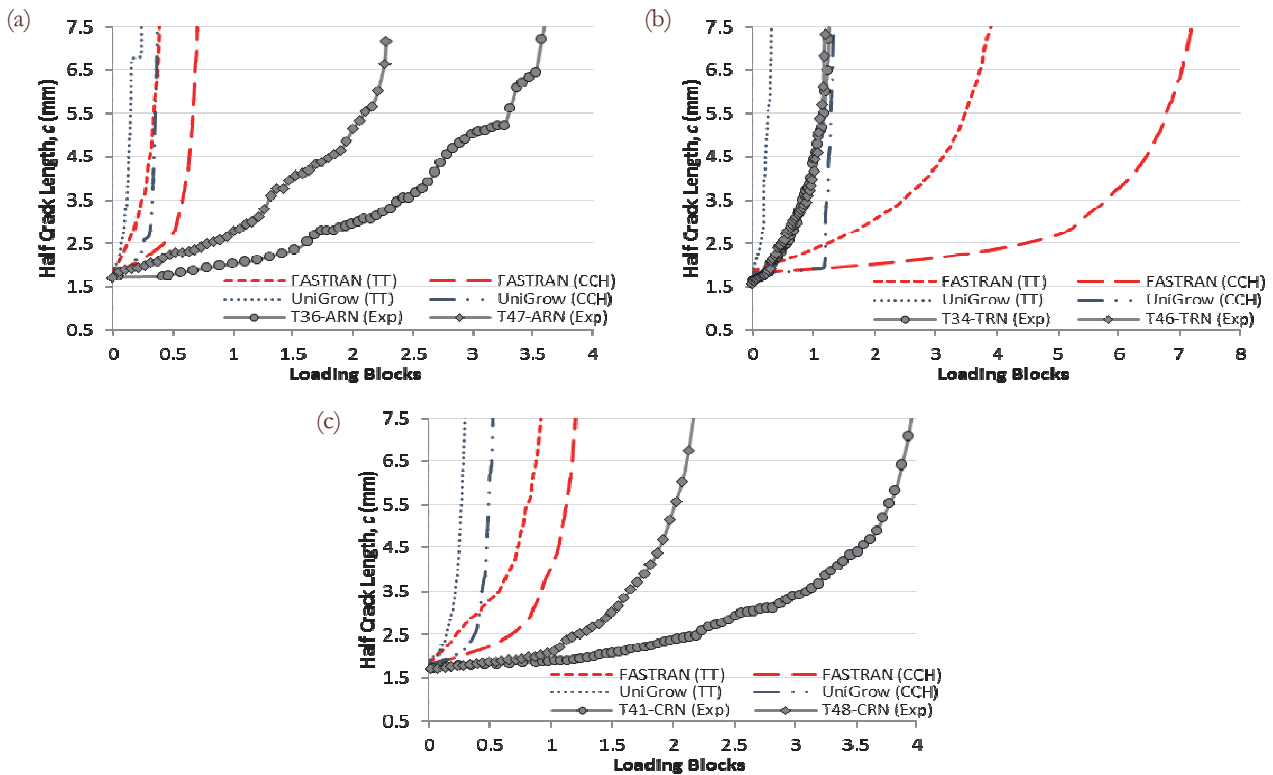 (a)
7.5
6.5
5.5
4.5
3.5
2.5
1.5
0.5
Half Crack Length, c (mm)
FASTRAN (TT)
FASTRAN (CCH)
UniGrow (TT)
UniGrow (CCH)
T36-ARN (Exp)
T47-ARN (Exp)
0 0.5 1 1.5 2 2.5 3 3.5 4
Loading Blocks
(b)
7.5
6.5
5.5
4.5
3.5
2.5
1.5
0.5
Half Crack Length, c (mm)
FASTRAN (TT)
FASTRAN (CCH)
UniGrow (TT)
UniGrow (CCH)
T34-TRN (Exp)
T46-TRN (Exp)
0 1 2 3 4 5 6 7 8
Loading Blocks
(c)
7.5
6.5
5.5
4.5
3.5
2.5
1.5
0.5
Half Crack Length, c (mm)
FASTRAN (TT)
FASTRAN (CCH)
UniGrow (TT)
UniGrow (CCH)
T41-CRN (Exp)
T48-CRN (Exp)
0 0.5 1 1.5 2 2.5 3 3.5 4
Loading Blocks